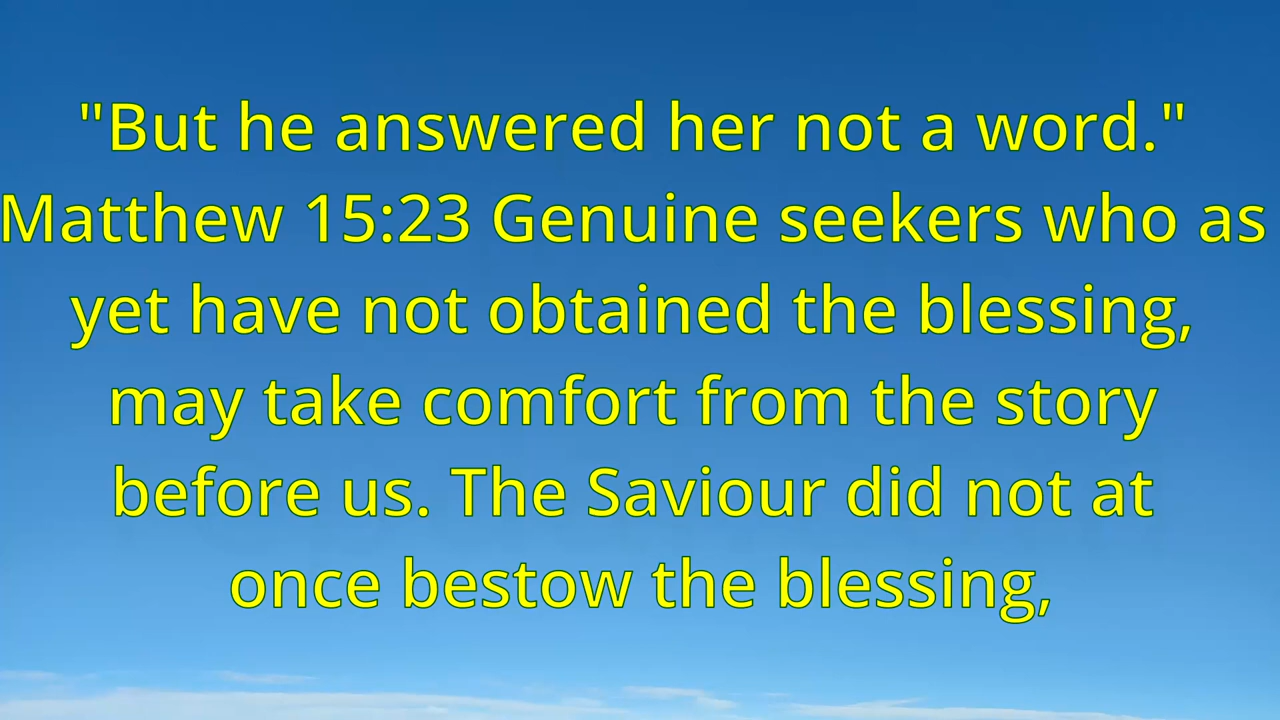 "But he answered her not a word."
Matthew 15:23 Genuine seekers who as
yet have not obtained the blessing,
may take comfort from the story
before us. The Saviour did not at
once bestow the blessing,